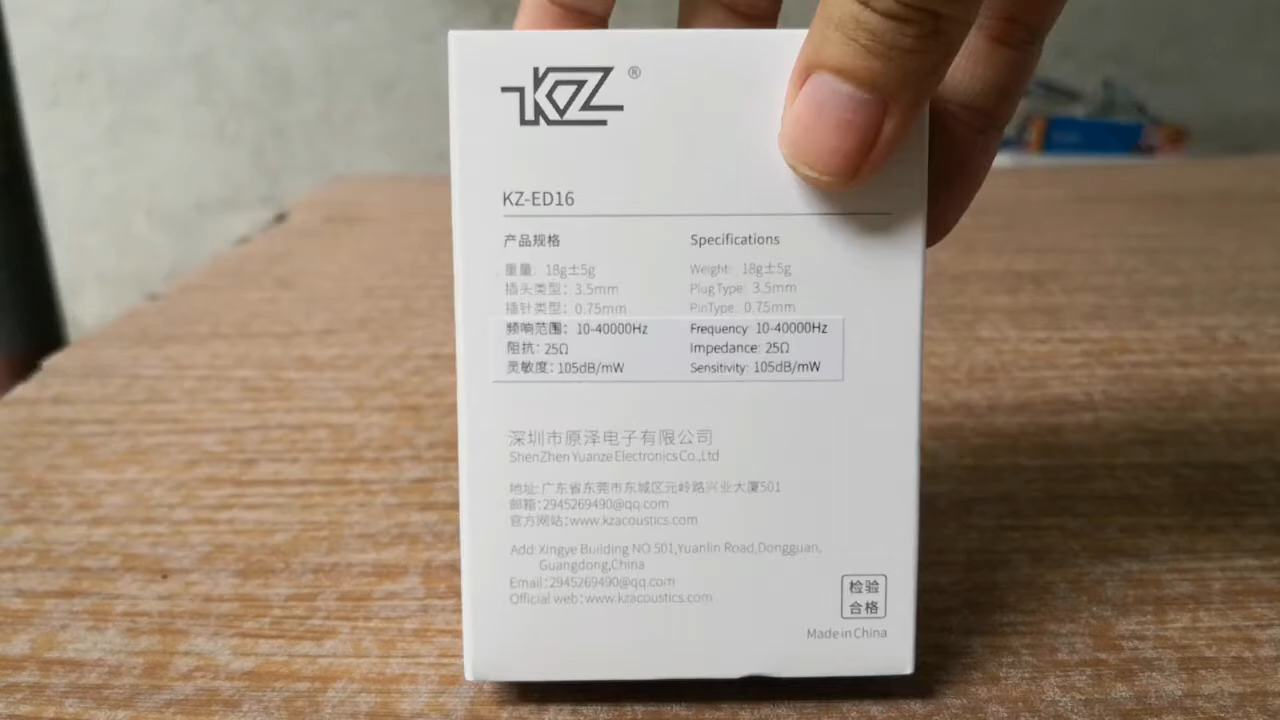 KZ®
KZ-ED16
产品规格
重量: 18g±5g
插头类型: 3.5mm
插针类型: 0.75mm
频响范围: 10-40000Hz
阻抗: 25Ω
灵敏度: 105dB/mW
Specifications
Weight: 18g±5g
Plug Type: 3.5mm
PinType: 0.75mm
Frequency: 10-40000Hz
Impedance: 25Ω
Sensitivity: 105dB/mW
深圳市原泽电子有限公司
ShenZhen Yuanze Electronics Co.,Ltd
地址:广东省东莞市东城区元岭路兴业大厦501
邮箱:2945269490@qq.com
官方网站:www.kzacoustics.com
Add: Xingye Building NO 501,Yuanlin Road,Dongguan,
Guangdong,China
Email:2945269490@qq.com
Official web:www.kzacoustics.com
检验
合格
Made in China